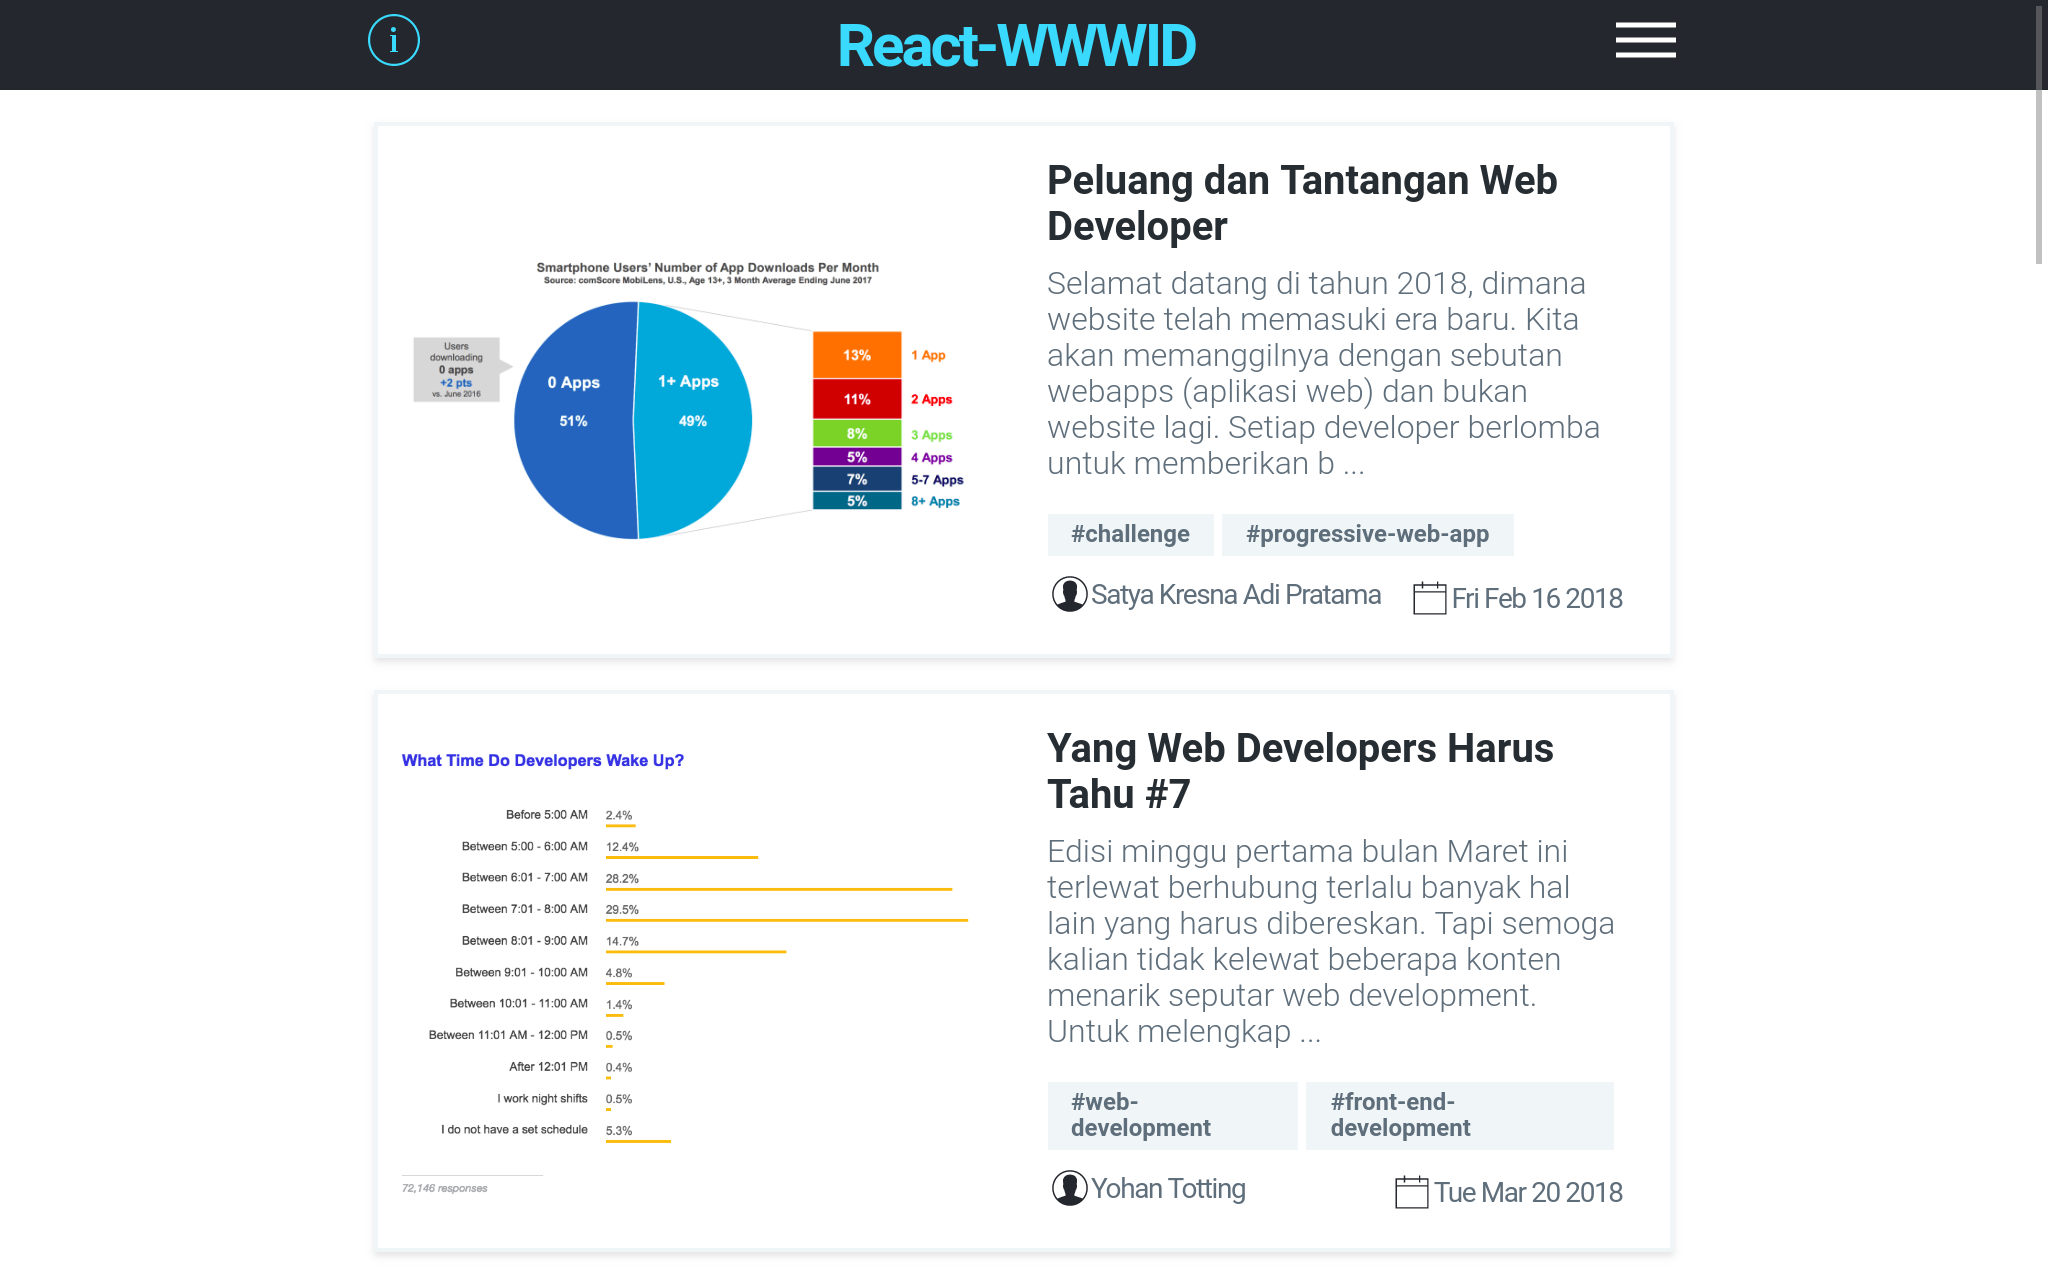 i
React-WWWID
Smartphone Users' Number of App Downloads Per Month
Source: comScore MobiLens, U.S., Age 13+, 3 Month Average Ending June 2017
Users
downloading
0 apps
+2 pts
vs. June 2016
0 Apps
51%
1+ Apps
49%
13% 1 App
11% 2 Apps
8% 3 Apps
5% 4 Apps
7% 5-7 Apps
5% 8+ Apps
Peluang dan Tantangan Web
Developer
Selamat datang di tahun 2018, dimana
website telah memasuki era baru. Kita
akan memanggilnya dengan sebutan
webapps (aplikasi web) dan bukan
website lagi. Setiap developer berlomba
untuk memberikan b ...
#challenge #progressive-web-app
Satya Kresna Adi Pratama Fri Feb 16 2018
What Time Do Developers Wake Up?
Before 5:00 AM 2.4%
Between 5:00 - 6:00 AM 12.4%
Between 6:01 - 7:00 AM 28.2%
Between 7:01 - 8:00 AM 29.5%
Between 8:01 - 9:00 AM 14.7%
Between 9:01 - 10:00 AM 4.8%
Between 10:01 - 11:00 AM 1.4%
Between 11:01 AM - 12:00 PM 0.5%
After 12:01 PM 0.4%
I work night shifts 0.5%
I do not have a set schedule 5.3%
72,146 responses
Yang Web Developers Harus
Tahu #7
Edisi minggu pertama bulan Maret ini
terlewat berhubung terlalu banyak hal
lain yang harus dibereskan. Tapi semoga
kalian tidak kelewat beberapa konten
menarik seputar web development.
Untuk melengkap ...
#web-
development
#front-end-
development
Yohan Totting Tue Mar 20 2018